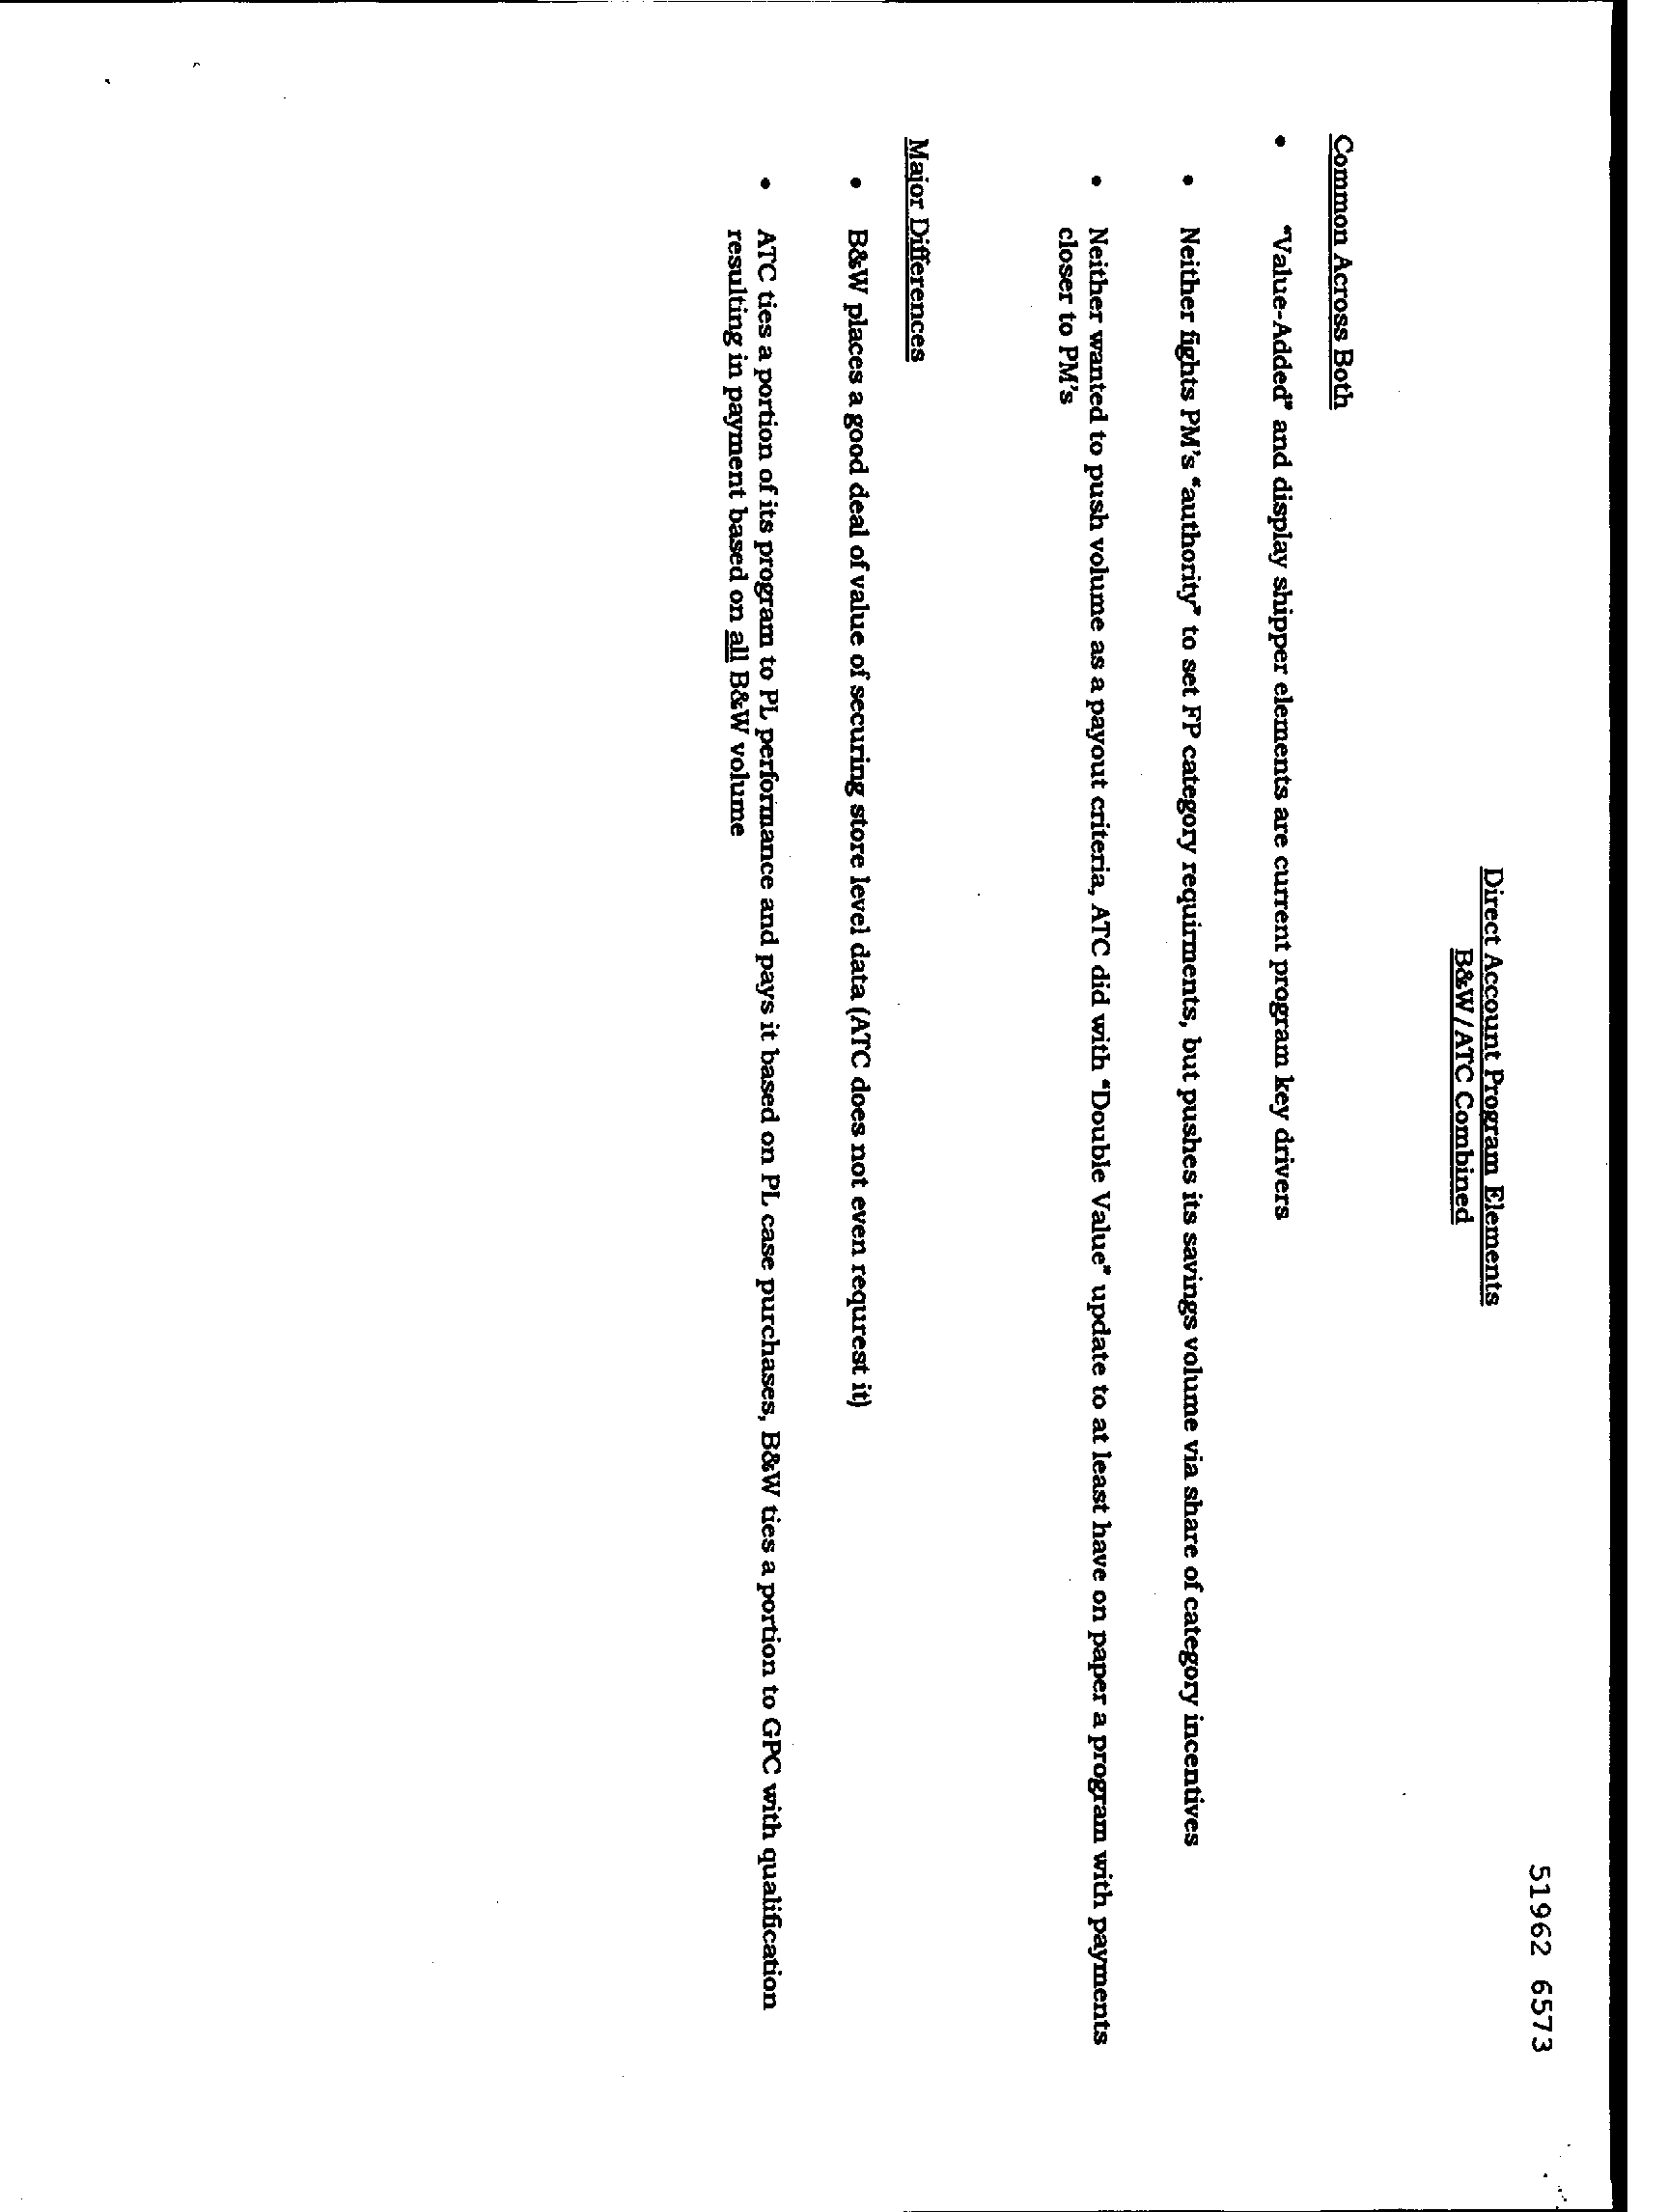 51962 6573
Direct Account Program Elements
B&W/ATC Combined
Common Across Both
• "Value-Added" and display shipper elements are current program key drivers
• Neither fights PM's "authority" to set FP category requirments, but pushes its savings volume via share of category incentives
• Neither wanted to push volume as a payout criteria, ATC did with "Double Value" update to at least have on paper a program with payments
closer to PM's
Major Differences
• B&W places a good deal of value of securing store level data (ATC does not even requrest it)
• ATC ties a portion of its program to PL performance and pays it based on PL case purchases, B&W ties a portion to GPC with qualification
resulting in payment based on all B&W volume